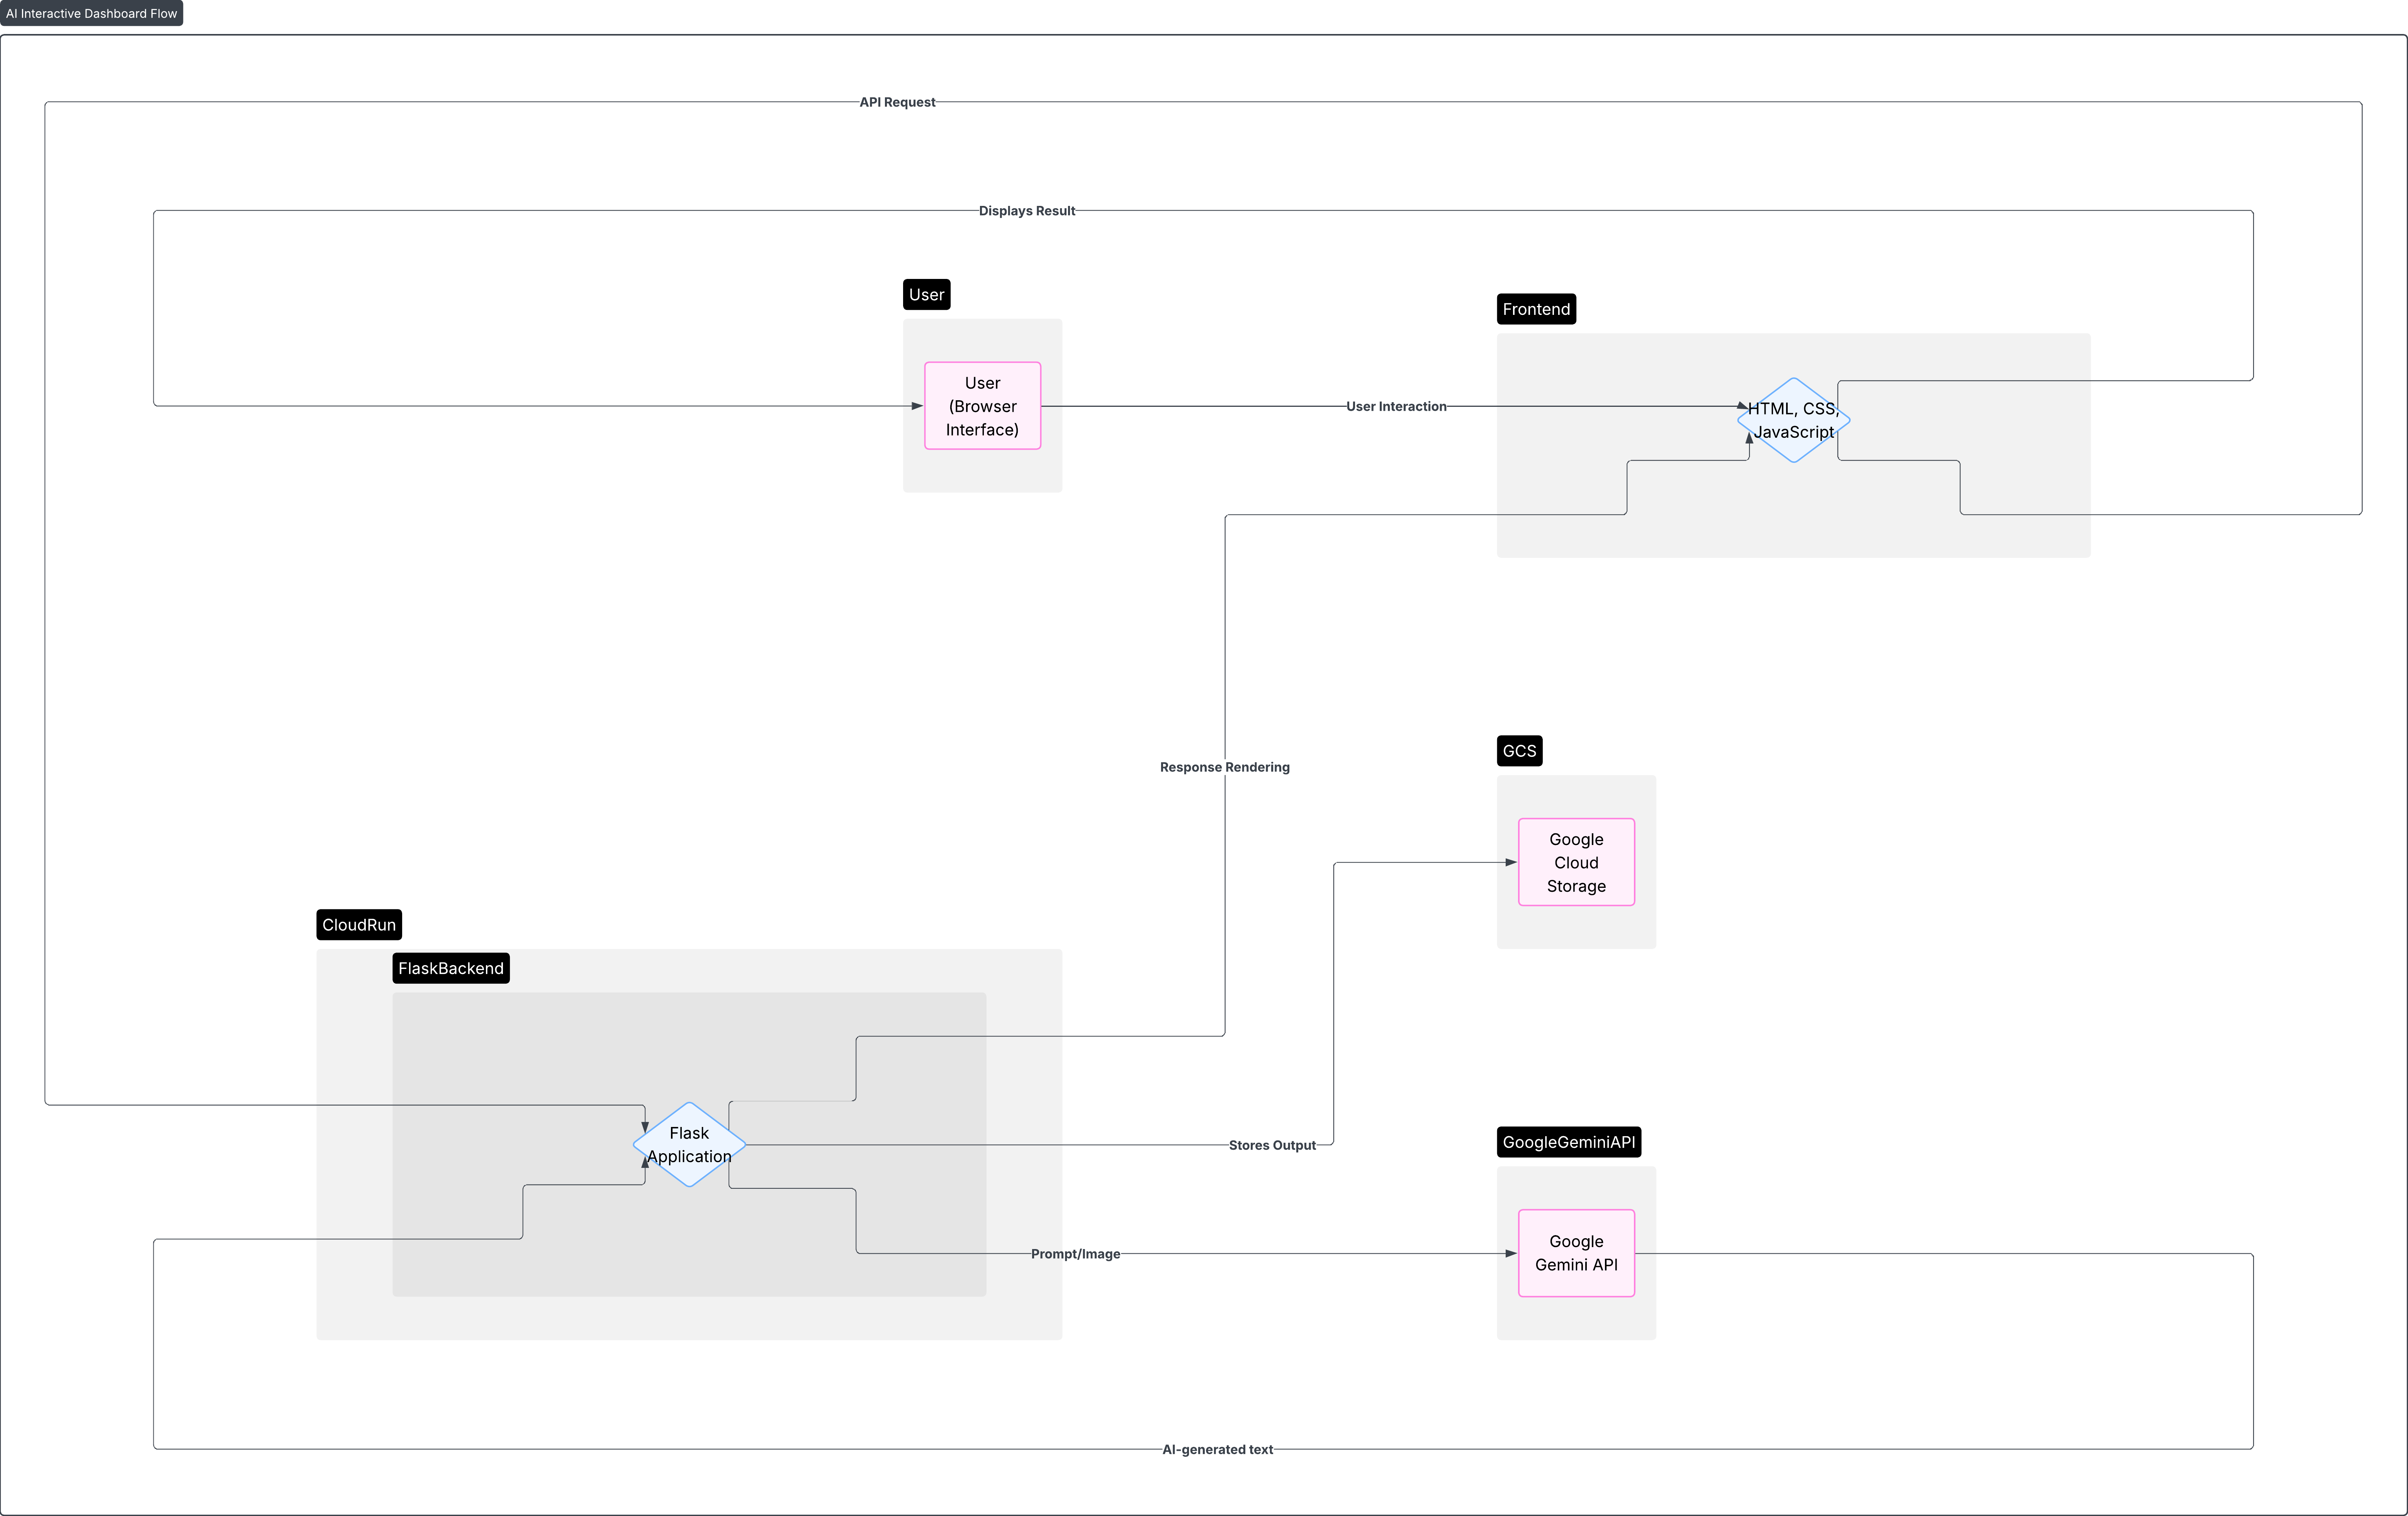 AI Interactive Dashboard Flow
API Request
Displays Result
User
Frontend
User
(Browser
Interface)
User Interaction
HTML, CSS,
JavaScript
GCS
Response Rendering
Google
Cloud
Storage
CloudRun
FlaskBackend
Flask
Application
Stores Output
GoogleGeminiAPI
Prompt/Image
Google
Gemini API
AI-generated text